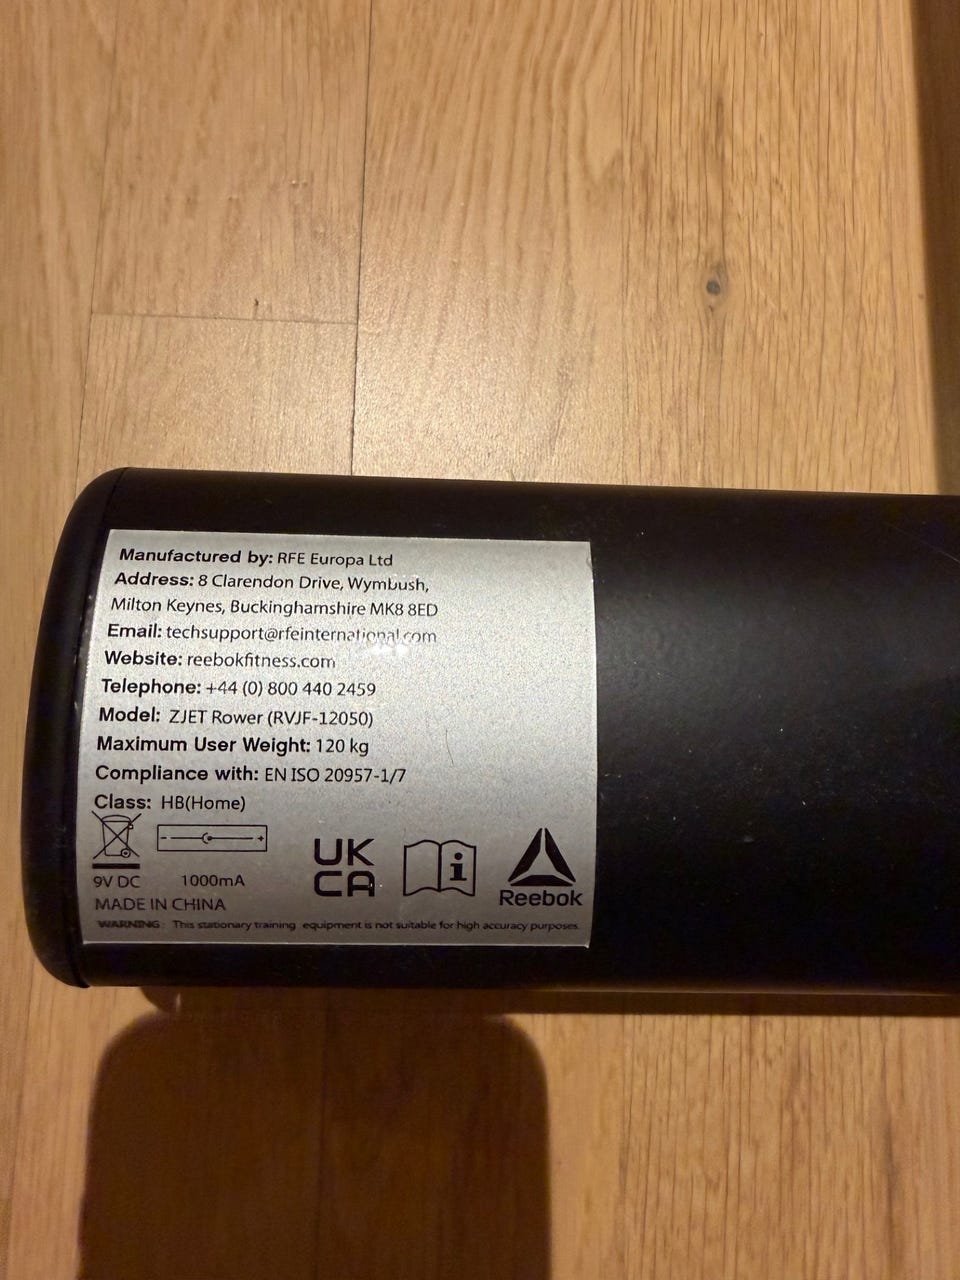 Manufactured by: RFE Europa Ltd
Address: 8 Clarendon Drive, Wymbush,
Milton Keynes, Buckinghamshire MK8 8ED
Email: techsupport@rfeinternational.com
Website: reebokfitness.com
Telephone: +44 (0) 800 440 2459
Model: ZJET Rower (RVJF-12050)
Maximum User Weight: 120 kg
Compliance with: EN ISO 20957-1/7
Class: HB(Home)
- +
UK
CA
i
Reebok
9V DC 1000mA
MADE IN CHINA
WARNING: This stationary training equipment is not suitable for high accuracy purposes.